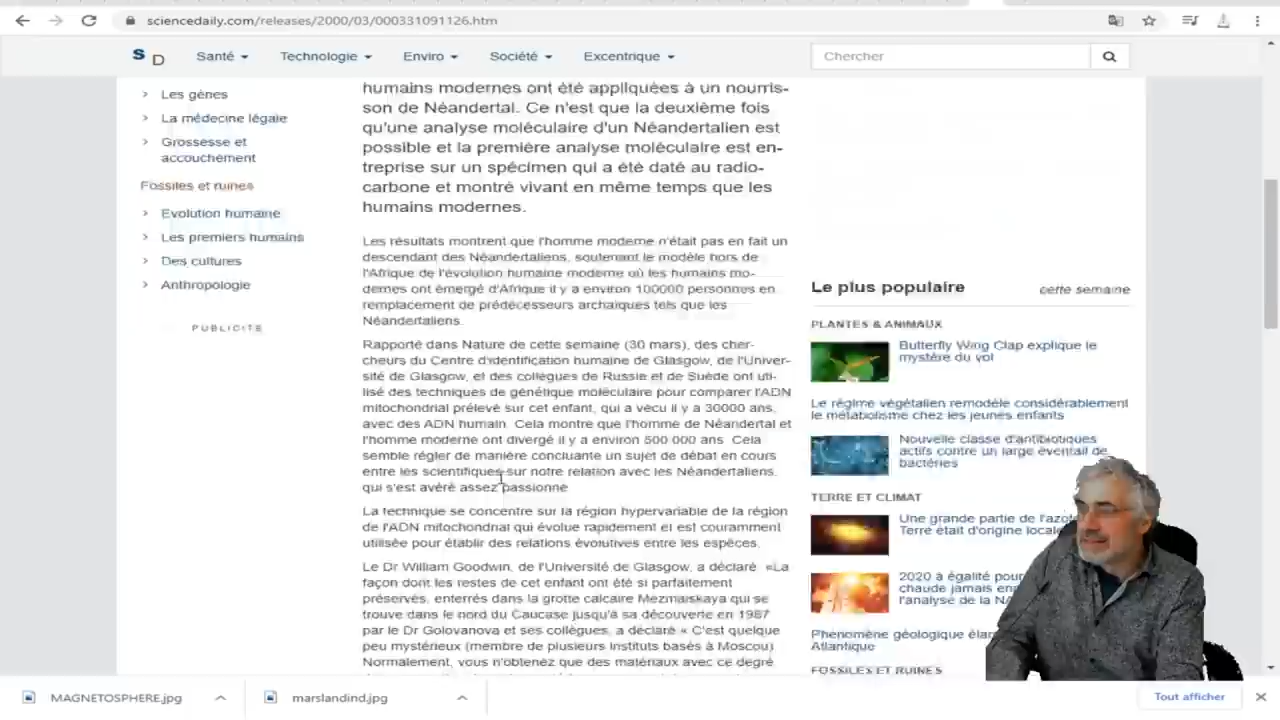 sciencedaily.com/releases/2000/03/000331091126.htm
S D
Santé
Technologie
Enviro
Société
Excentrique
Chercher
Les gènes
La médecine légale
Grossesse et
accouchement
Fossiles et ruines
Evolution humaine
Les premiers humains
Des cultures
Anthropologie
PUBLICITÉ
humains modernes ont été appliquées à un nourris-
son de Néandertal. Ce n'est que la deuxième fois
qu'une analyse moléculaire d'un Néandertalien est
possible et la première analyse moléculaire est en-
treprise sur un spécimen qui a été daté au radio-
carbone et montré vivant en même temps que les
humains modernes.
Les résultats montrent que l'homme moderne n'était pas en fait un
descendant des Néandertaliens, soutenant le modèle hors de
l'Afrique de l'évolution humaine moderne où les humains mo-
dernes ont émergé d'Afrique il y a environ 100000 personnes en
remplacement de prédécesseurs archaïques tels que les
Néandertaliens.
Rapporté dans Nature de cette semaine (30 mars), des cher-
cheurs du Centre d'identification humaine de Glasgow, de l'Univer-
sité de Glasgow, et des collègues de Russie et de Suède ont uti-
lisé des techniques de génétique moléculaire pour comparer l'ADN
mitochondrial prélevé sur cet enfant, qui a vécu il y a 30000 ans,
avec des ADN humain. Cela montre que l'homme de Néandertal et
l'homme moderne ont divergé il y a environ 500 000 ans. Cela
semble régler de manière concluante un sujet de débat en cours
entre les scientifiques sur notre relation avec les Néandertaliens.
qui s'est avéré assez passionné
La technique se concentre sur la région hypervariable de la région
de l'ADN mitochondrial qui évolue rapidement et est couramment
utilisée pour établir des relations évolutives entre les espèces.
Le Dr William Goodwin, de l'Université de Glasgow, a déclaré «La
façon dont les restes de cet enfant ont été si parfaitement
préservés, enterrés dans la grotte calcaire Mezmaiskaya qui se
trouve dans le nord du Caucase jusqu'à sa découverte en 1987
par le Dr Golovanova et ses collègues, a déclaré « C'est quelque
peu mystérieux (membre de plusieurs Instituts basés à Moscou)
Normalement, vous n'obtenez que des matériaux avec ce degré
Le plus populaire
cette semaine
PLANTES & ANIMAUX
Butterfly Wing Clap explique le
mystère du vol
Le régime végétalien remodèle considérablement
le métabolisme chez les jeunes enfants
Nouvelle classe d'antibiotiques
actifs contre un large éventail de
bactéries
TERRE ET CLIMAT
Une grande partie de l'azote
Terre était d'origine locale
2020 à égalité pour
chaude jamais en
l'analyse de la NA
Phénomène géologique éla
Atlantique
FOSSILES ET RUINES
MAGNETOSPHERE.jpg
marslandind.jpg
Tout afficher